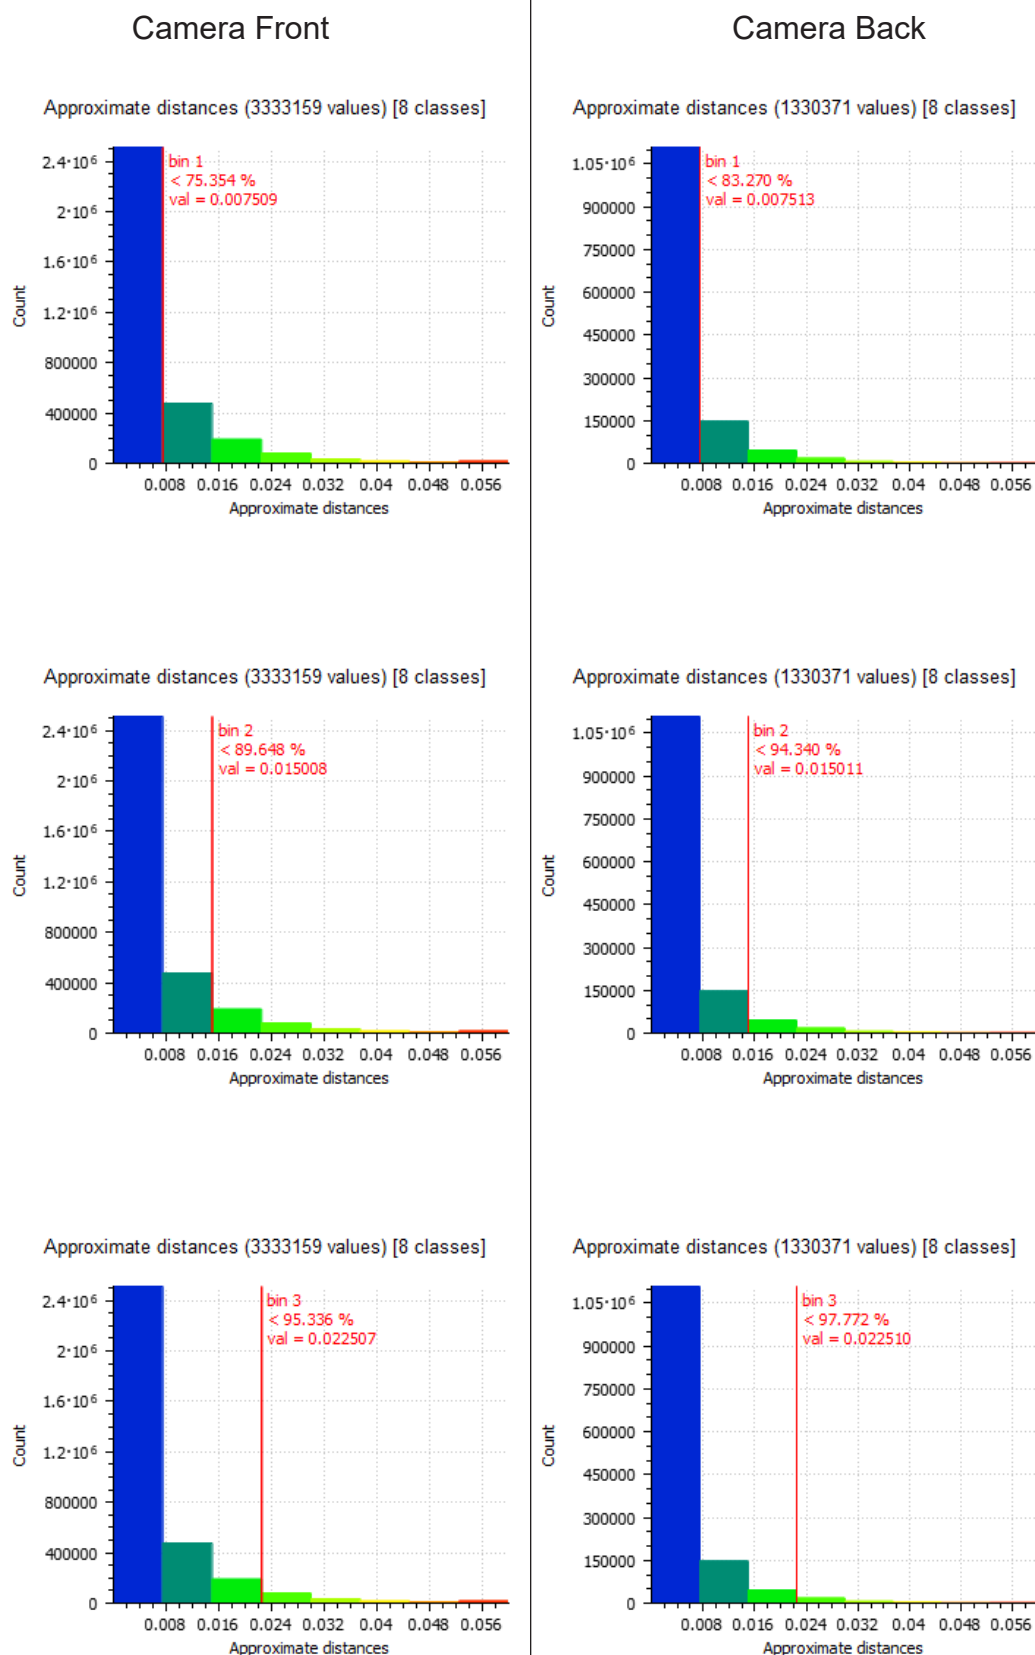 Camera Front
Camera Back
Approximate distances (3333159 values) [8 classes]
2.4·10⁶
2·10⁶
1.6·10⁶
1.2·10⁶
800000
400000
0
Count
bin 1
< 75.354 %
val = 0.007509
0.008 0.016 0.024 0.032 0.04 0.048 0.056
Approximate distances
Approximate distances (1330371 values) [8 classes]
1.05·10⁶
900000
750000
600000
450000
300000
150000
0
Count
bin 1
< 83.270 %
val = 0.007513
0.008 0.016 0.024 0.032 0.04 0.048 0.056
Approximate distances
Approximate distances (3333159 values) [8 classes]
2.4·10⁶
2·10⁶
1.6·10⁶
1.2·10⁶
800000
400000
0
Count
bin 2
< 89.648 %
val = 0.015008
0.008 0.016 0.024 0.032 0.04 0.048 0.056
Approximate distances
Approximate distances (1330371 values) [8 classes]
1.05·10⁶
900000
750000
600000
450000
300000
150000
0
Count
bin 2
< 94.340 %
val = 0.015011
0.008 0.016 0.024 0.032 0.04 0.048 0.056
Approximate distances
Approximate distances (3333159 values) [8 classes]
2.4·10⁶
2·10⁶
1.6·10⁶
1.2·10⁶
800000
400000
0
Count
bin 3
< 95.336 %
val = 0.022507
0.008 0.016 0.024 0.032 0.04 0.048 0.056
Approximate distances
Approximate distances (1330371 values) [8 classes]
1.05·10⁶
900000
750000
600000
450000
300000
150000
0
Count
bin 3
< 97.772 %
val = 0.022510
0.008 0.016 0.024 0.032 0.04 0.048 0.056
Approximate distances